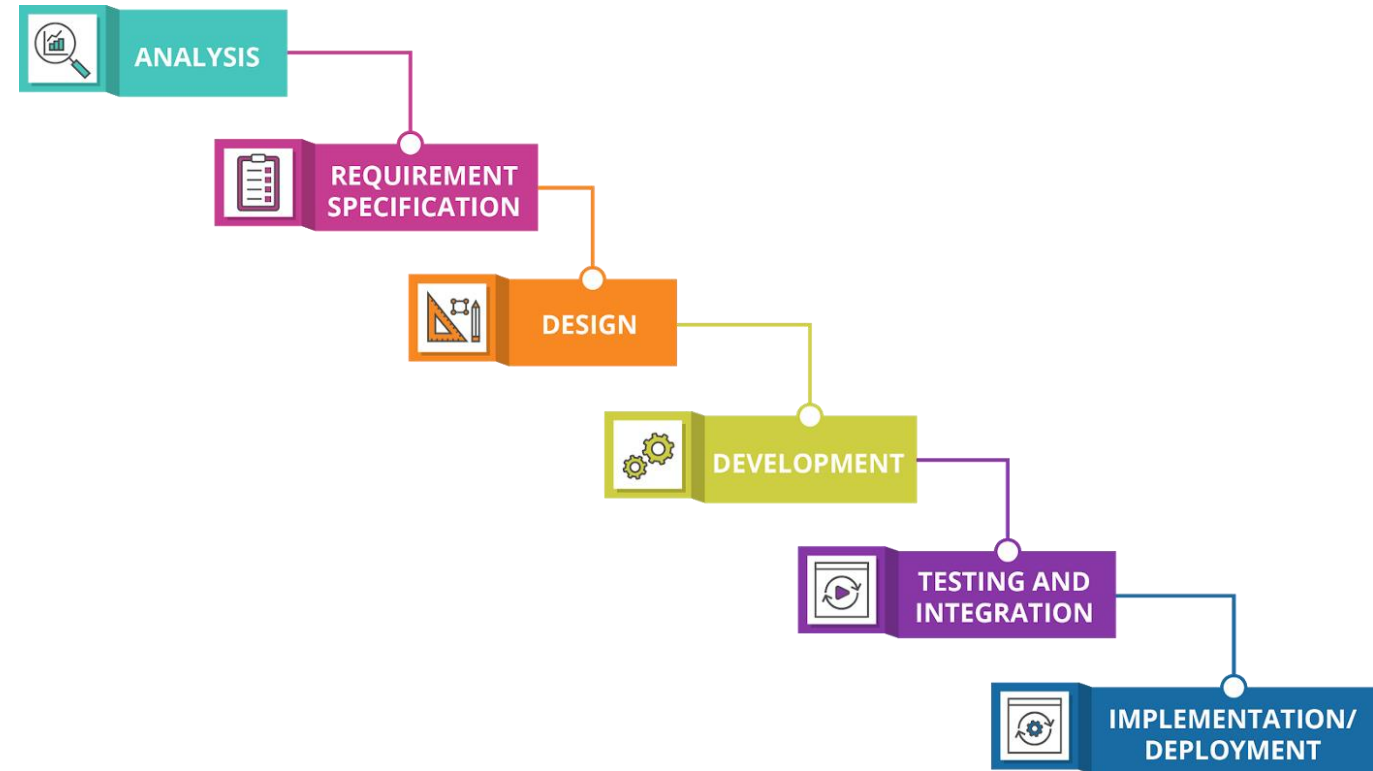 ANALYSIS
REQUIREMENT
SPECIFICATION
DESIGN
DEVELOPMENT
TESTING AND
INTEGRATION
IMPLEMENTATION/
DEPLOYMENT